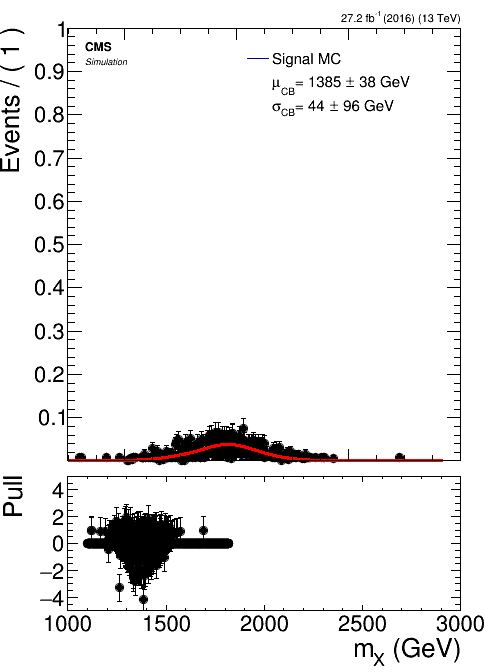 27.2 fb-1 (2016) (13 TeV)
CMS
Simulation
Signal MC
μCB= 1385 ± 38 GeV
σCB= 44 ± 96 GeV
Events / ( 1 )
1
0.9
0.8
0.7
0.6
0.5
0.4
0.3
0.2
0.1
Pull
4
2
0
−2
−4
1000 1500 2000 2500 3000
mX (GeV)